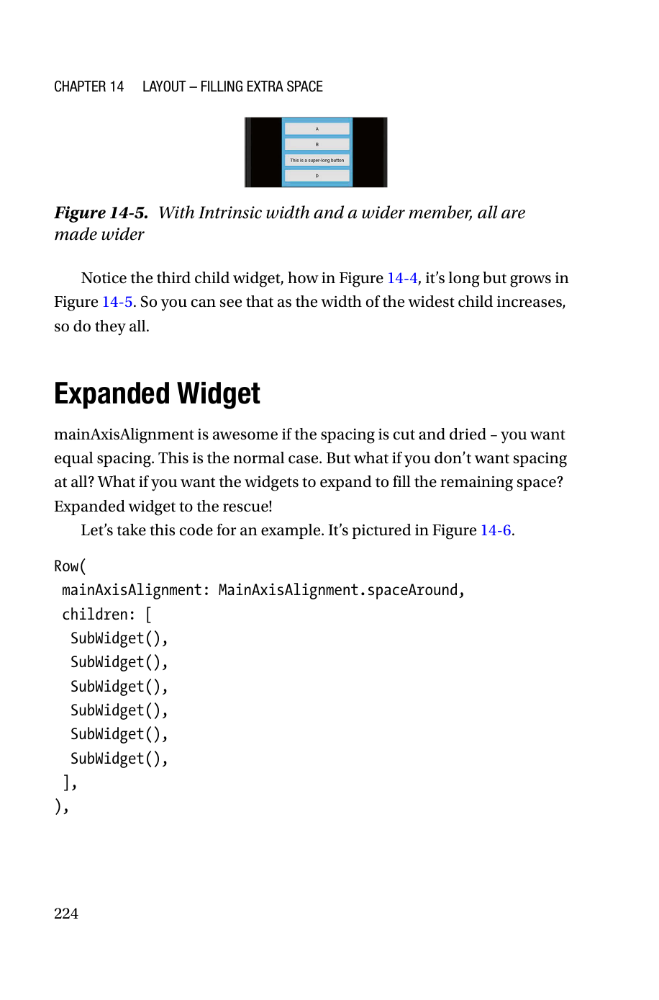 CHAPTER 14 LAYOUT – FILLING EXTRA SPACE
A
B
This is a super-long button
D
Figure 14-5. With Intrinsic width and a wider member, all are
made wider
Notice the third child widget, how in Figure 14-4, it’s long but grows in
Figure 14-5. So you can see that as the width of the widest child increases,
so do they all.
Expanded Widget
mainAxisAlignment is awesome if the spacing is cut and dried – you want
equal spacing. This is the normal case. But what if you don’t want spacing
at all? What if you want the widgets to expand to fill the remaining space?
Expanded widget to the rescue!
Let’s take this code for an example. It’s pictured in Figure 14-6.
Row(
 mainAxisAlignment: MainAxisAlignment.spaceAround,
 children: [
  SubWidget(),
  SubWidget(),
  SubWidget(),
  SubWidget(),
  SubWidget(),
  SubWidget(),
 ],
),
224